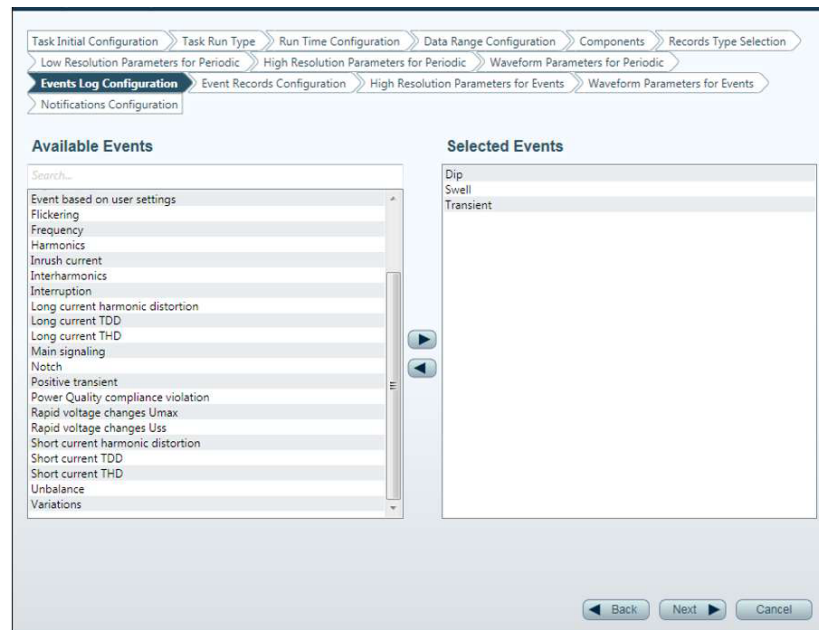 Task Initial Configuration Task Run Type Run Time Configuration Data Range Configuration Components Records Type Selection
Low Resolution Parameters for Periodic High Resolution Parameters for Periodic Waveform Parameters for Periodic
Events Log Configuration Event Records Configuration High Resolution Parameters for Events Waveform Parameters for Events
Notifications Configuration
Available Events
Search...
Event based on user settings
Flickering
Frequency
Harmonics
Inrush current
Interharmonics
Interruption
Long current harmonic distortion
Long current TDD
Long current THD
Main signaling
Notch
Positive transient
Power Quality compliance violation
Rapid voltage changes Umax
Rapid voltage changes Uss
Short current harmonic distortion
Short current TDD
Short current THD
Unbalance
Variations
Selected Events
Dip
Swell
Transient
Back Next Cancel